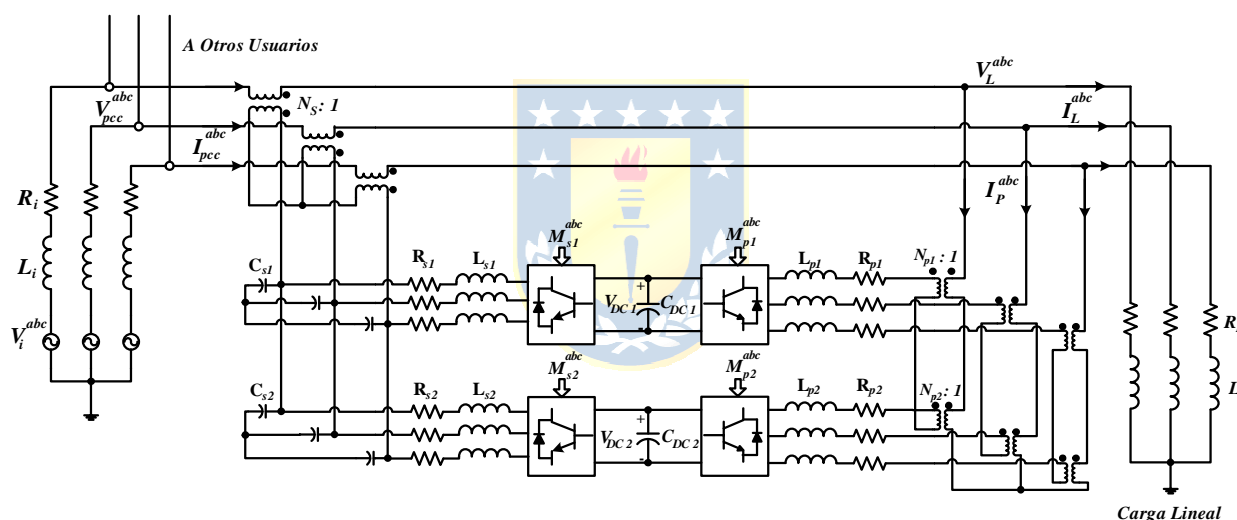 A Otros Usuarios
V_pcc^abc
N_S: 1
V_L^abc
I_pcc^abc
I_L^abc
R_i
I_P^abc
L_i
V_i^abc
C_s1
R_s1
L_s1
M_s1^abc
V_DC 1
C_DC 1
+
-
M_p1^abc
L_p1
R_p1
N_p1: 1
C_s2
R_s2
L_s2
M_s2^abc
V_DC 2
C_DC 2
+
-
M_p2^abc
L_p2
R_p2
N_p2: 1
R
L
Carga Lineal